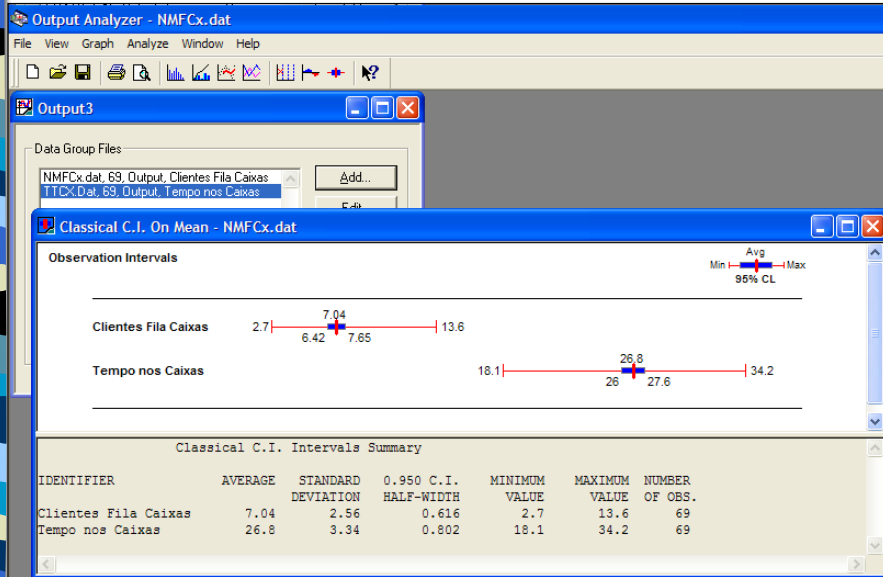 Output Analyzer - NMFCx.dat
File View Graph Analyze Window Help
Output3
Data Group Files
NMFCx.dat, 69, Output, Clientes Fila Caixas
TTCX.Dat, 69, Output, Tempo nos Caixas
Add...
Edit
Classical C.I. On Mean - NMFCx.dat
Observation Intervals
Avg
Min Max
95% CL
Clientes Fila Caixas 2.7 7.04 13.6
6.42 7.65
Tempo nos Caixas 18.1 26.8 34.2
26 27.6
Classical C.I. Intervals Summary
IDENTIFIER AVERAGE STANDARD 0.950 C.I. MINIMUM MAXIMUM NUMBER
DEVIATION HALF-WIDTH VALUE VALUE OF OBS.
Clientes Fila Caixas 7.04 2.56 0.616 2.7 13.6 69
Tempo nos Caixas 26.8 3.34 0.802 18.1 34.2 69